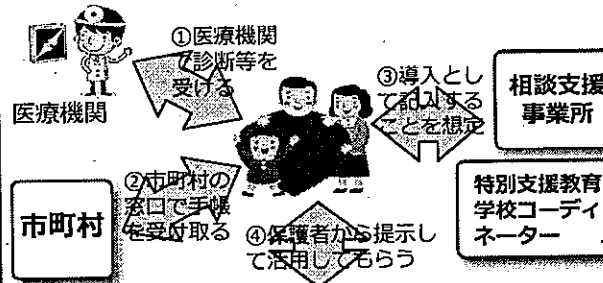 ①医療機関
で診断等を
受ける
医療機関
③導入とし
て記入する
ことを想定
相談支援
事業所
②市町村の
窓口で手帳
を受け取る
市町村
④保護者から提示し
て活用してもらう
特別支援教育
学校コーディ
ネーター